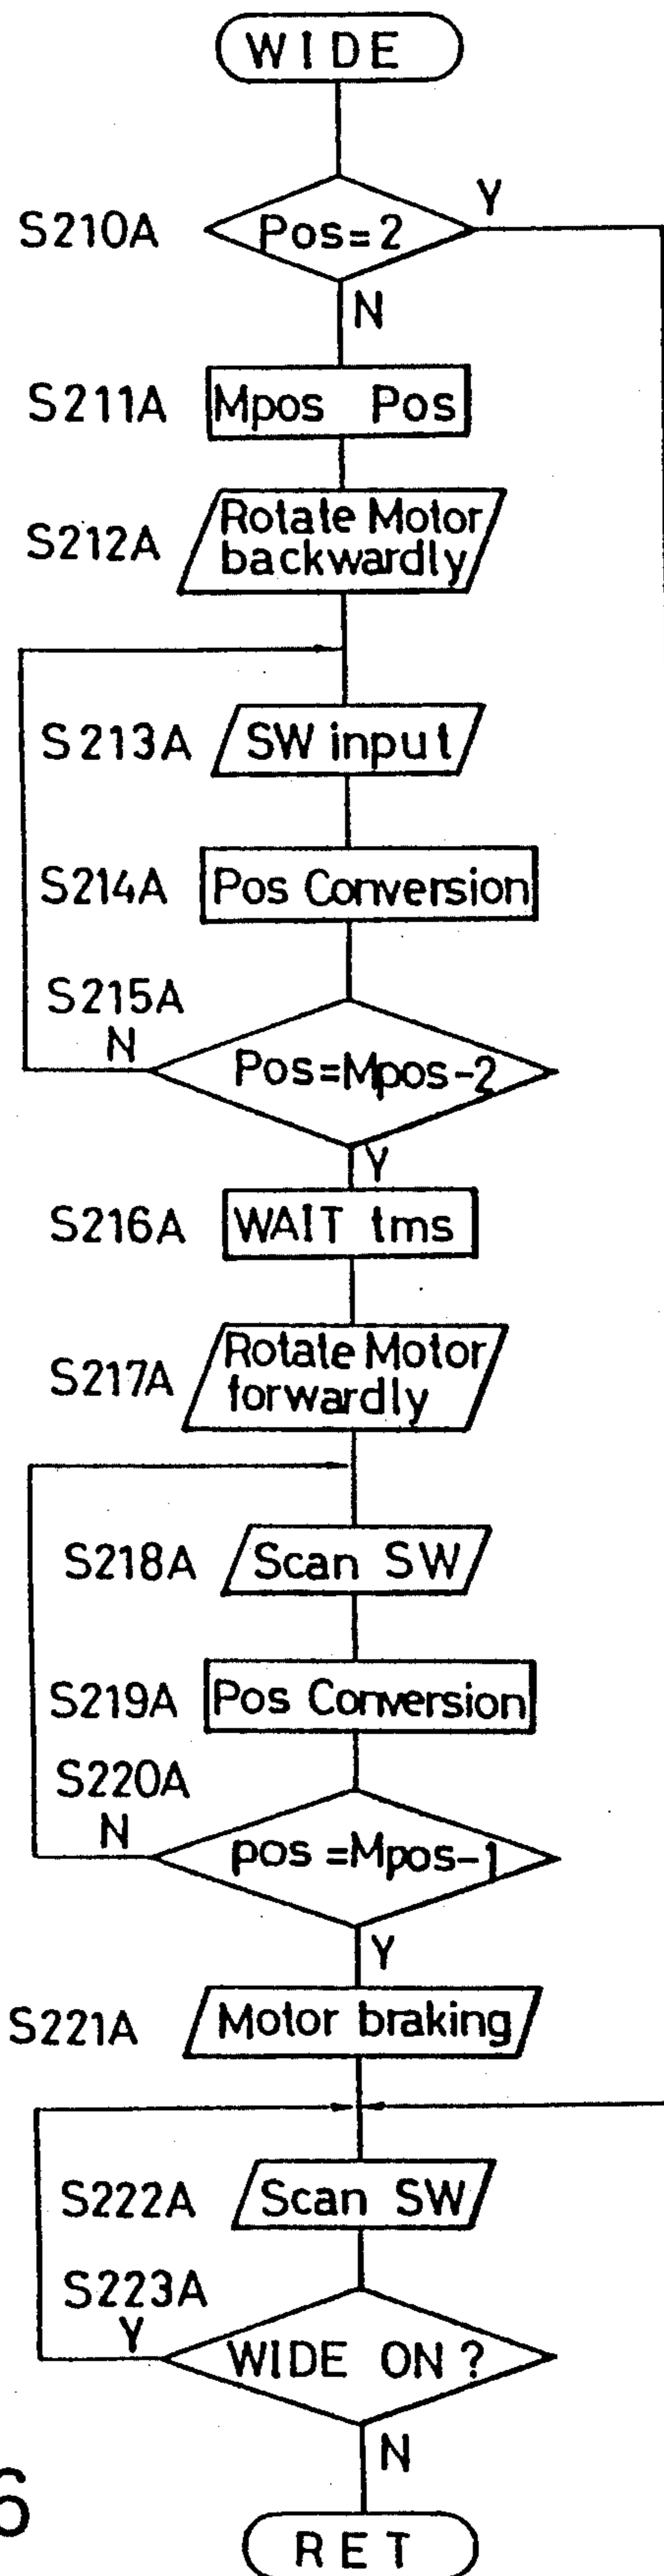 WIDE
Y
S210A Pos=2
N
S211A Mpos Pos
S212A Rotate Motor
backwardly
S213A SW input
S214A Pos Conversion
S215A
N
Pos=Mpos-2
Y
S216A WAIT tms
S217A Rotate Motor
forwardly
S218A Scan SW
S219A Pos Conversion
S220A
N
pos=Mpos-1
Y
S221A Motor braking
S222A Scan SW
S223A
Y
WIDE ON?
N
6
RET